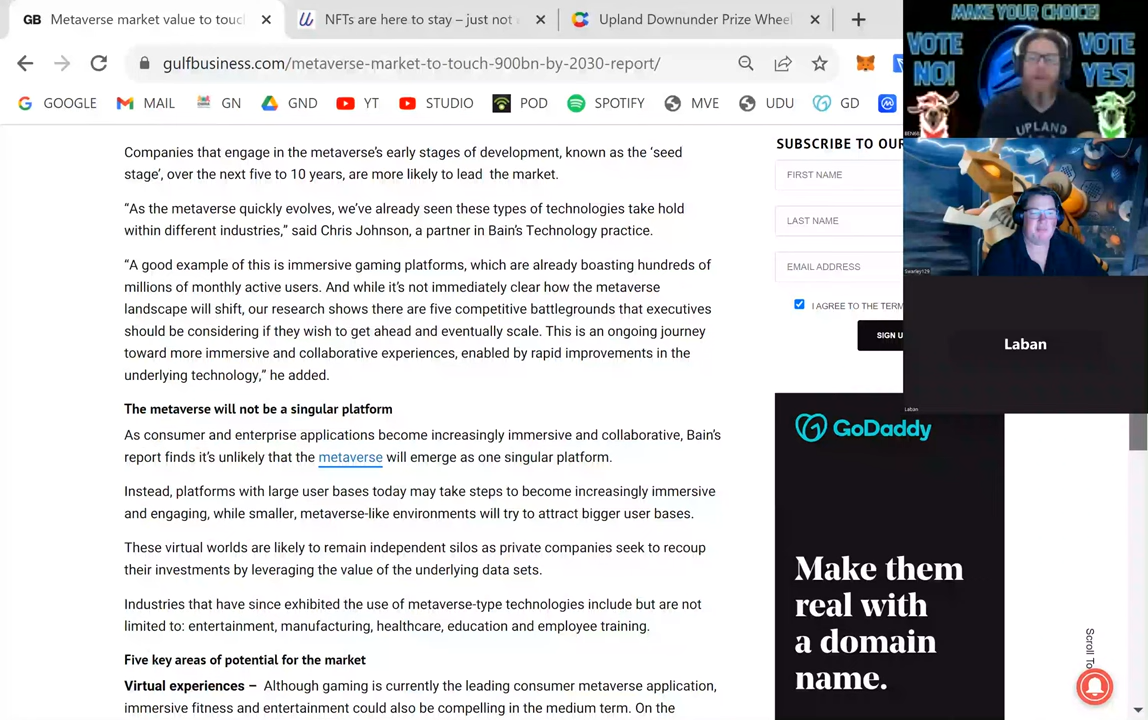 GB Metaverse market value to touc
NFTs are here to stay – just not
Upland Downunder Prize Whee
gulfbusiness.com/metaverse-market-to-touch-900bn-by-2030-report/
GOOGLE MAIL GN GND YT STUDIO POD SPOTIFY MVE UDU GD
Companies that engage in the metaverse's early stages of development, known as the 'seed
stage', over the next five to 10 years, are more likely to lead the market.
"As the metaverse quickly evolves, we've already seen these types of technologies take hold
within different industries," said Chris Johnson, a partner in Bain's Technology practice.
"A good example of this is immersive gaming platforms, which are already boasting hundreds of
millions of monthly active users. And while it's not immediately clear how the metaverse
landscape will shift, our research shows there are five competitive battlegrounds that executives
should be considering if they wish to get ahead and eventually scale. This is an ongoing journey
toward more immersive and collaborative experiences, enabled by rapid improvements in the
underlying technology," he added.
The metaverse will not be a singular platform
As consumer and enterprise applications become increasingly immersive and collaborative, Bain's
report finds it's unlikely that the metaverse will emerge as one singular platform.
Instead, platforms with large user bases today may take steps to become increasingly immersive
and engaging, while smaller, metaverse-like environments will try to attract bigger user bases.
These virtual worlds are likely to remain independent silos as private companies seek to recoup
their investments by leveraging the value of the underlying data sets.
Industries that have since exhibited the use of metaverse-type technologies include but are not
limited to: entertainment, manufacturing, healthcare, education and employee training.
Five key areas of potential for the market
Virtual experiences – Although gaming is currently the leading consumer metaverse application,
immersive fitness and entertainment could also be compelling in the medium term. On the
SUBSCRIBE TO OUR
FIRST NAME
LAST NAME
EMAIL ADDRESS
I AGREE TO THE TERM
SIGN U
GoDaddy
Make them
real with
a domain
name.
Scroll To
MAKE YOUR CHOICE!
VOTE NO!
VOTE YES!
UPLAND
Laban
Laban